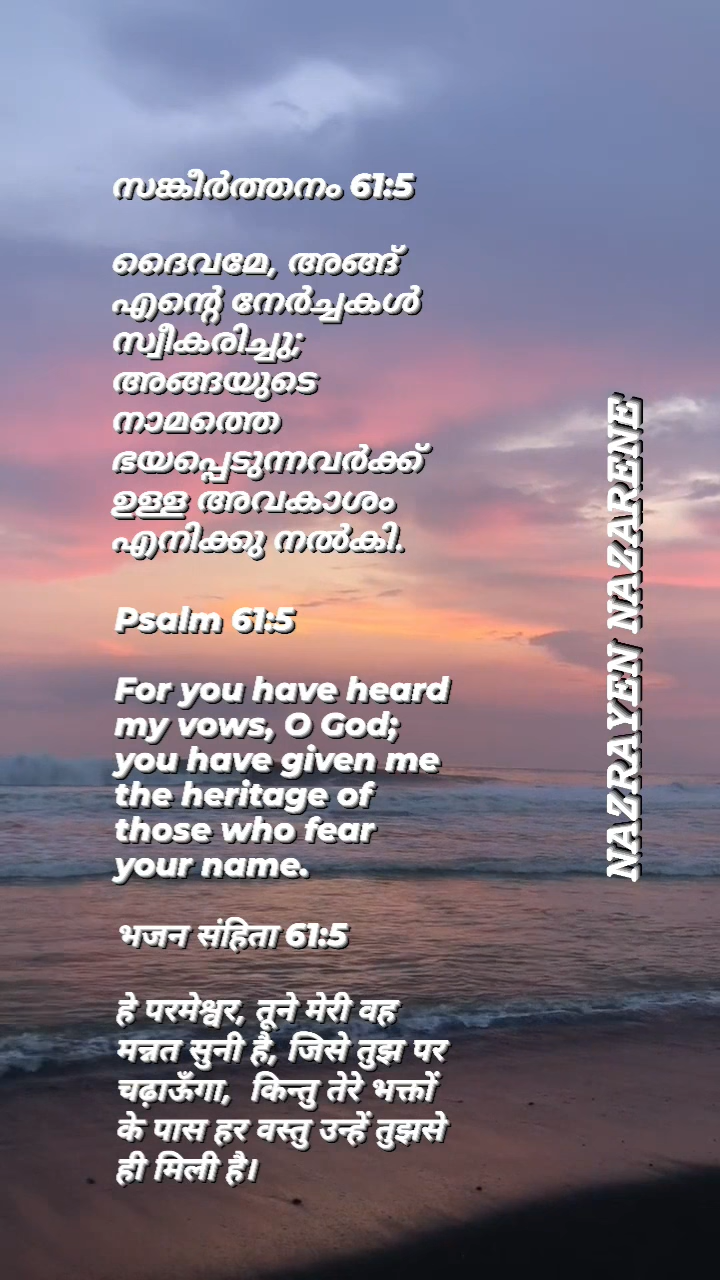 സങ്കീർത്തനം 61:5
ദൈവമേ, അങ്ങ്
എന്റെ നേർച്ചകൾ
സ്വീകരിച്ചു;
അങ്ങയുടെ
നാമത്തെ
ഭയപ്പെടുന്നവർക്ക്
ഉള്ള അവകാശം
എനിക്കു നൽകി.
Psalm 61:5
For you have heard
my vows, O God;
you have given me
the heritage of
those who fear
your name.
भजन संहिता 61:5
हे परमेश्वर, तूने मेरी वह
मन्नत सुनी है, जिसे तुझ पर
चढ़ाऊँगा, किन्तु तेरे भक्तों
के पास हर वस्तु उन्हें तुझसे
ही मिली है।
NAZRAYEN NAZARENE